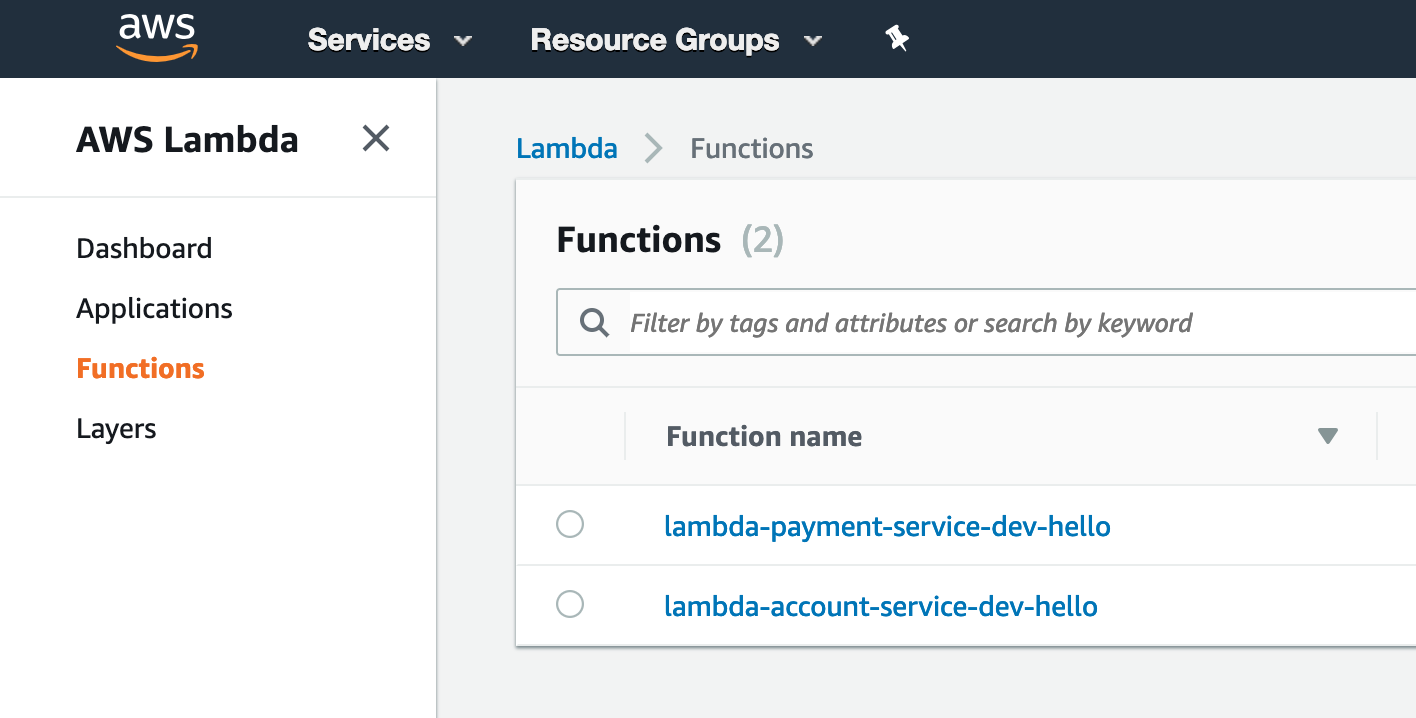 aws Services Resource Groups
AWS Lambda
Dashboard
Applications
Functions
Layers
Lambda Functions
Functions (2)
Filter by tags and attributes or search by keyword
Function name
lambda-payment-service-dev-hello
lambda-account-service-dev-hello